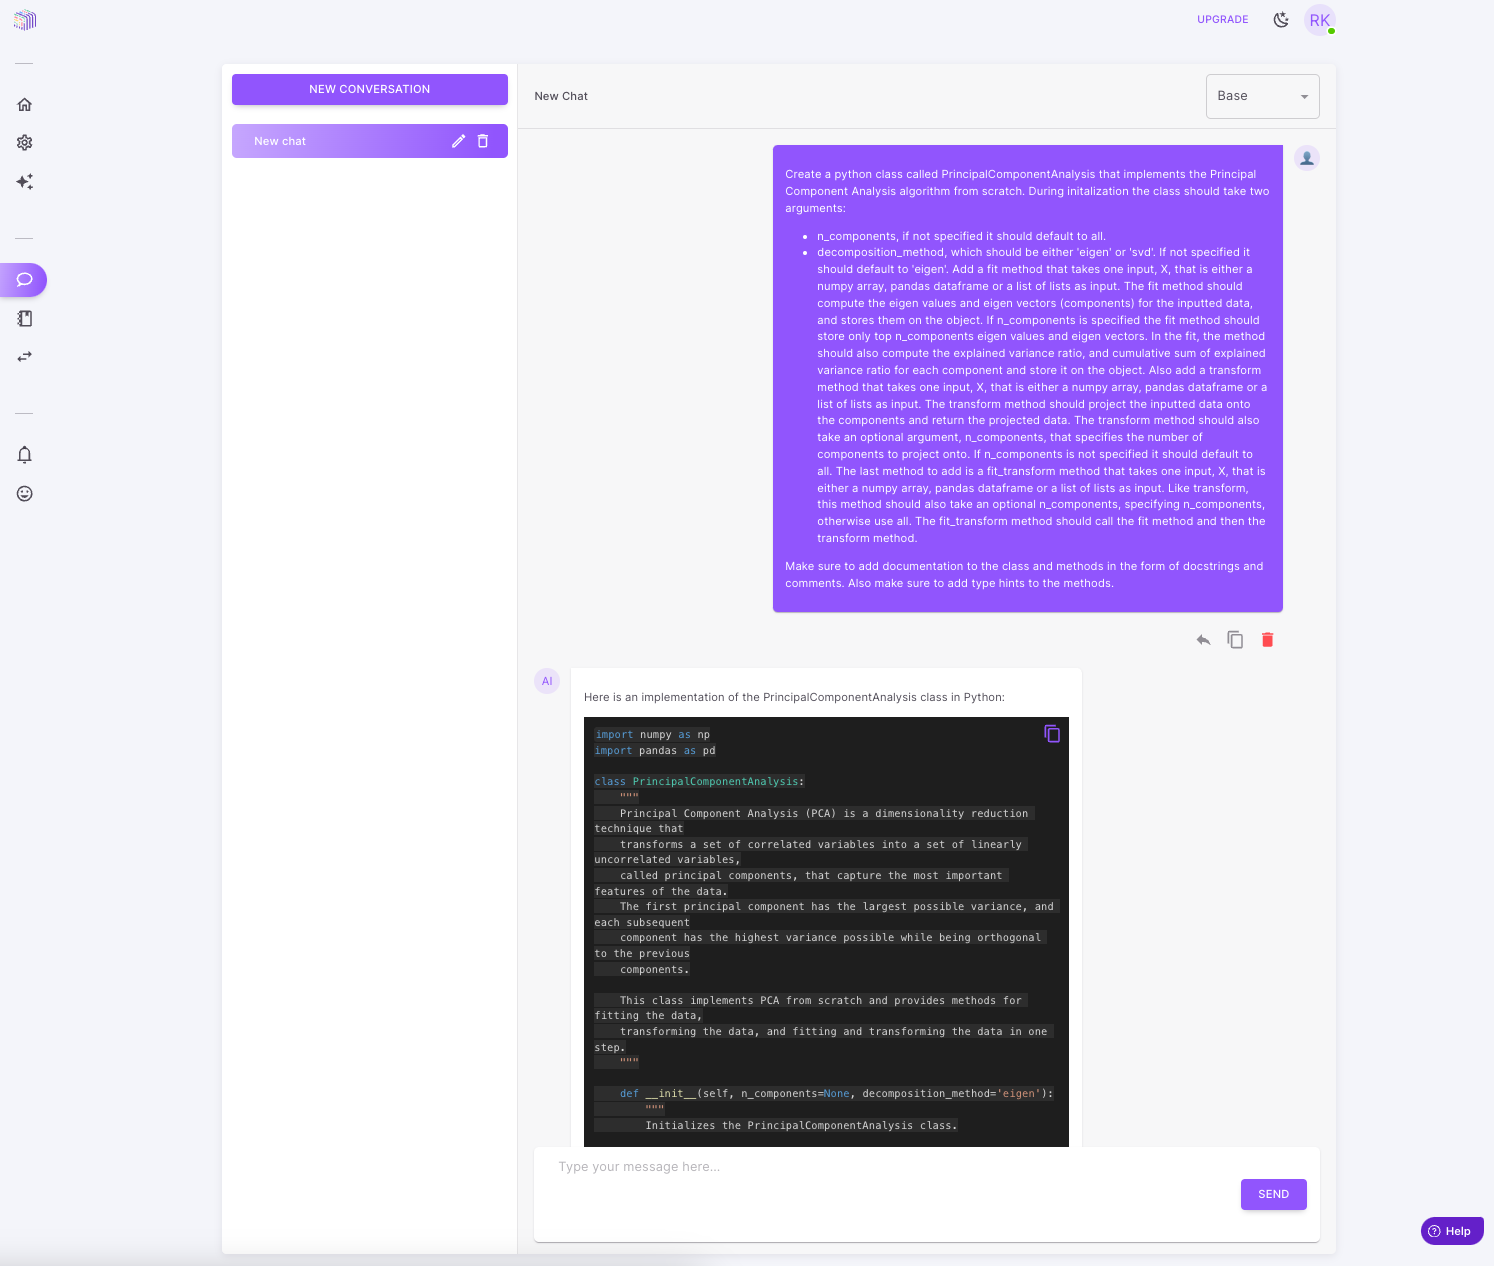 UPGRADE
RK
NEW CONVERSATION
New chat
New Chat
Base
Create a python class called PrincipalComponentAnalysis that implements the Principal
Component Analysis algorithm from scratch. During initalization the class should take two
arguments:
• n_components, if not specified it should default to all.
• decomposition_method, which should be either 'eigen' or 'svd'. If not specified it
should default to 'eigen'. Add a fit method that takes one input, X, that is either a
numpy array, pandas dataframe or a list of lists as input. The fit method should
compute the eigen values and eigen vectors (components) for the inputted data,
and stores them on the object. If n_components is specified the fit method should
store only top n_components eigen values and eigen vectors. In the fit, the method
should also compute the explained variance ratio, and cumulative sum of explained
variance ratio for each component and store it on the object. Also add a transform
method that takes one input, X, that is either a numpy array, pandas dataframe or a
list of lists as input. The transform method should project the inputted data onto
the components and return the projected data. The transform method should also
take an optional argument, n_components, that specifies the number of
components to project onto. If n_components is not specified it should default to
all. The last method to add is a fit_transform method that takes one input, X, that is
either a numpy array, pandas dataframe or a list of lists as input. Like transform,
this method should also take an optional n_components, specifying n_components,
otherwise use all. The fit_transform method should call the fit method and then the
transform method.
Make sure to add documentation to the class and methods in the form of docstrings and
comments. Also make sure to add type hints to the methods.
AI
Here is an implementation of the PrincipalComponentAnalysis class in Python:
import numpy as np
import pandas as pd
class PrincipalComponentAnalysis:
"""
Principal Component Analysis (PCA) is a dimensionality reduction
technique that
transforms a set of correlated variables into a set of linearly
uncorrelated variables,
called principal components, that capture the most important
features of the data.
The first principal component has the largest possible variance, and
each subsequent
component has the highest variance possible while being orthogonal
to the previous
components.
This class implements PCA from scratch and provides methods for
fitting the data,
transforming the data, and fitting and transforming the data in one
step.
"""
def __init__(self, n_components=None, decomposition_method='eigen'):
"""
Initializes the PrincipalComponentAnalysis class.
Type your message here...
SEND
Help